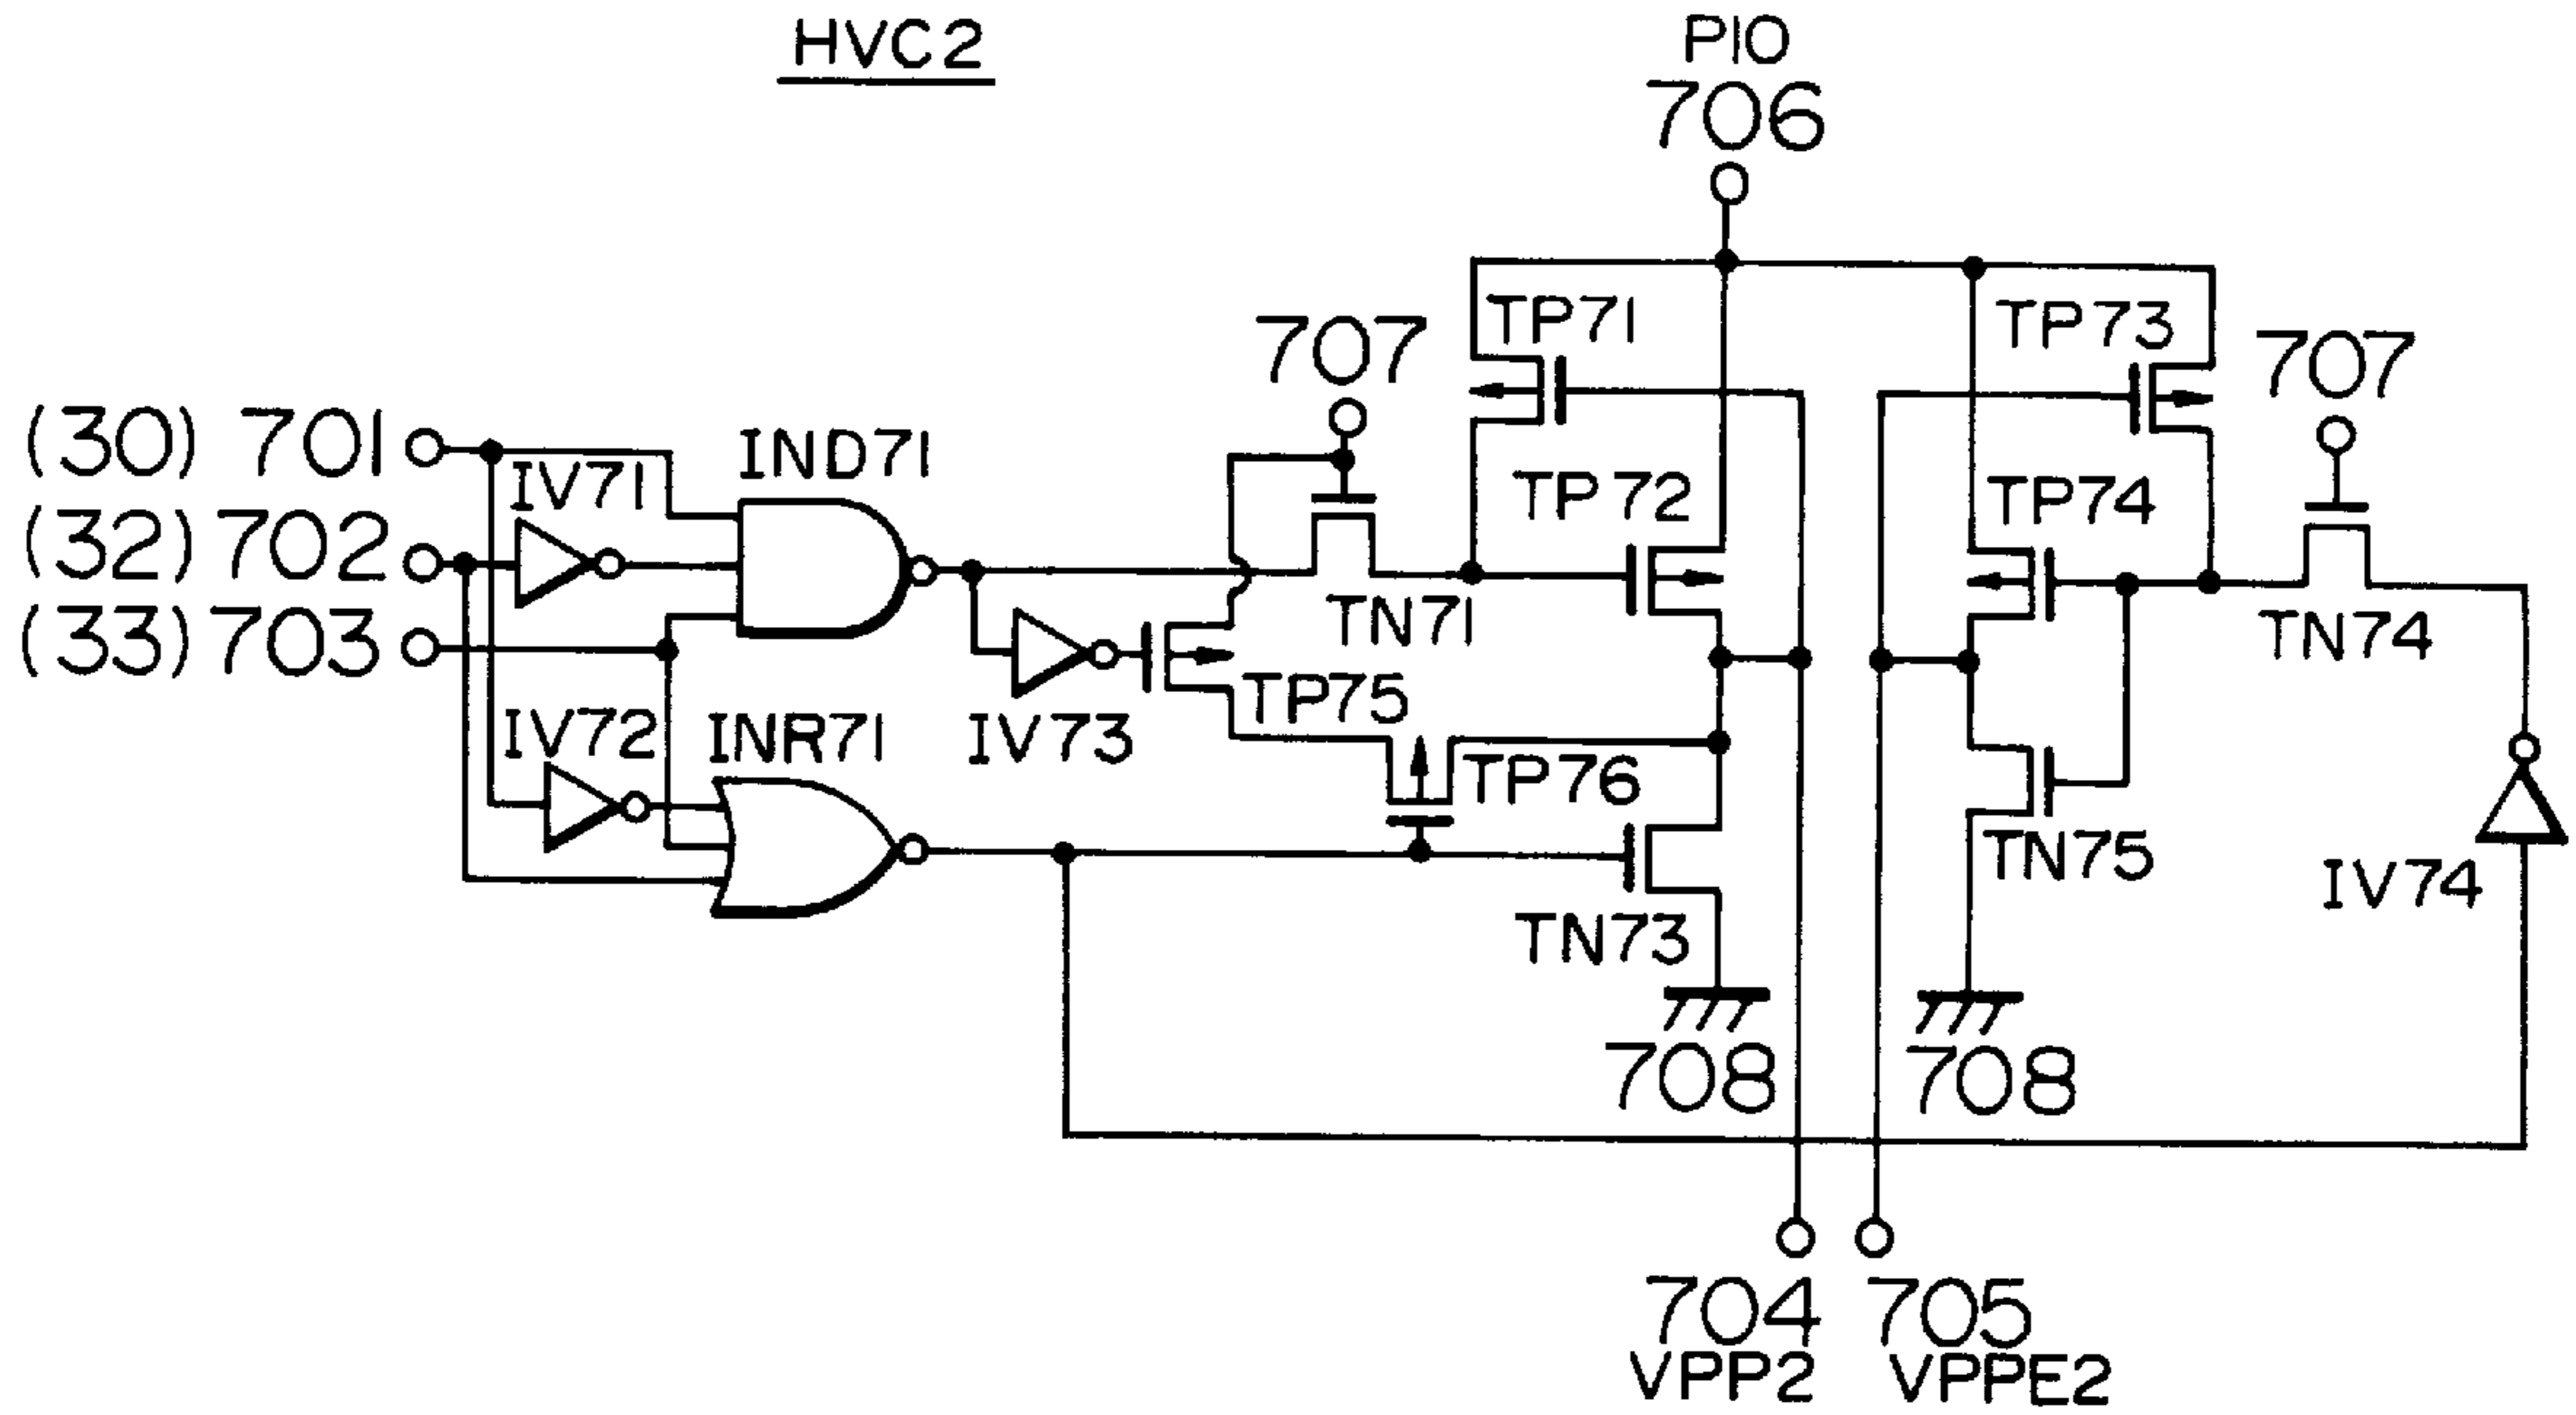 HVC2
PIO
706
TP71
TP73
707
707
(30) 701
IV71
IND71
TP72
TP74
(32) 702
(33) 703
TN71
TN74
IV72
INR71
IV73
TP75
TP76
TN75
IV74
TN73
708
708
704
705
VPP2
VPPE2